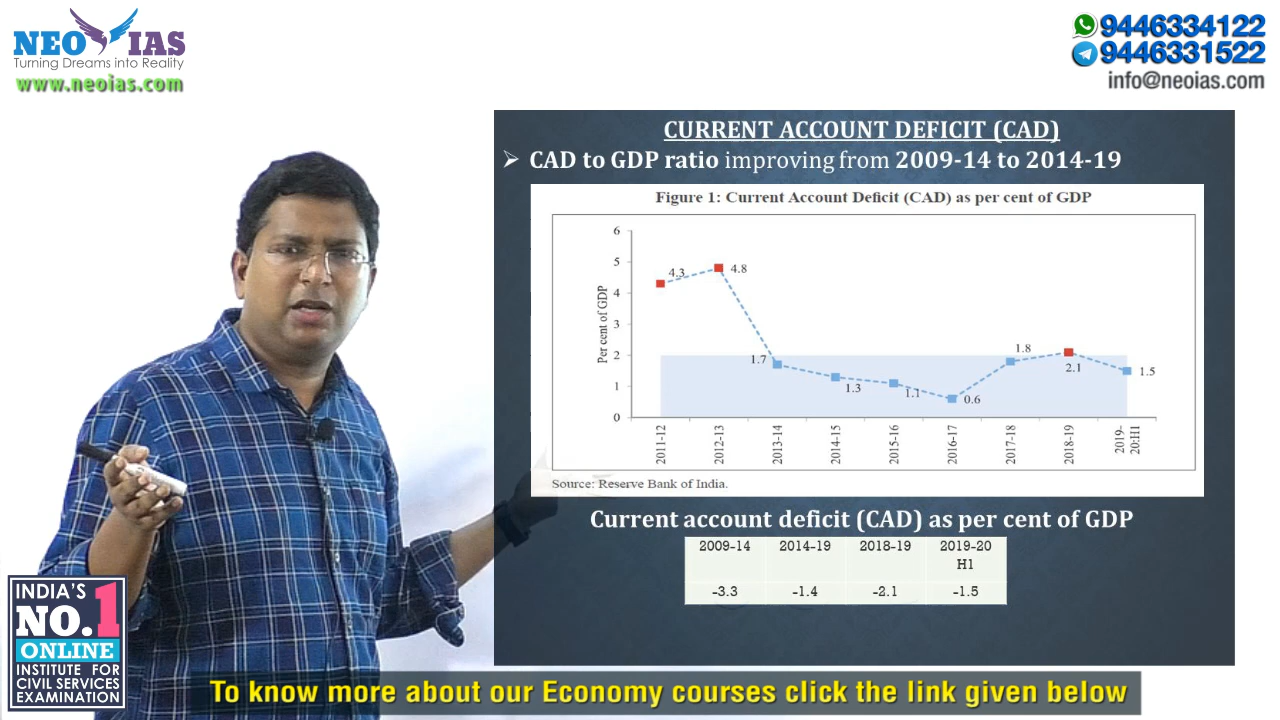 NEO IAS
Turning Dreams into Reality
www.neoias.com
9446334122
9446331522
info@neoias.com
CURRENT ACCOUNT DEFICIT (CAD)
➢ CAD to GDP ratio improving from 2009-14 to 2014-19
Figure 1: Current Account Deficit (CAD) as per cent of GDP
Per cent of GDP
6
5
4
3
2
1
0
4.3
4.8
1.7
1.3
1.1
0.6
1.8
2.1
1.5
2011-12
2012-13
2013-14
2014-15
2015-16
2016-17
2017-18
2018-19
2019-
20:H1
Source: Reserve Bank of India.
Current account deficit (CAD) as per cent of GDP
2009-14 2014-19 2018-19 2019-20
H1
-3.3 -1.4 -2.1 -1.5
INDIA'S
NO.1
ONLINE
INSTITUTE FOR
CIVIL SERVICES
EXAMINATION
To know more about our Economy courses click the link given below